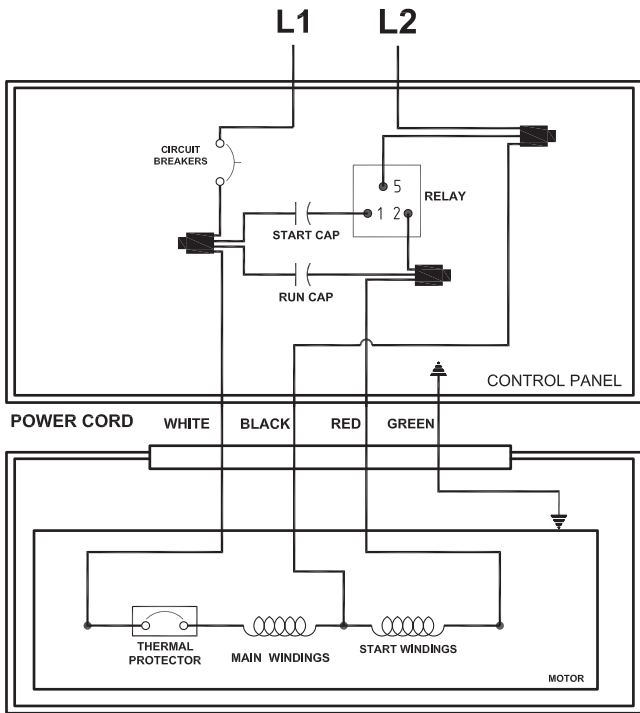 L1 L2
CIRCUIT
BREAKERS
5
RELAY
1 2
START CAP
RUN CAP
CONTROL PANEL
POWER CORD WHITE BLACK RED GREEN
THERMAL
PROTECTOR
MAIN WINDINGS
START WINDINGS
MOTOR